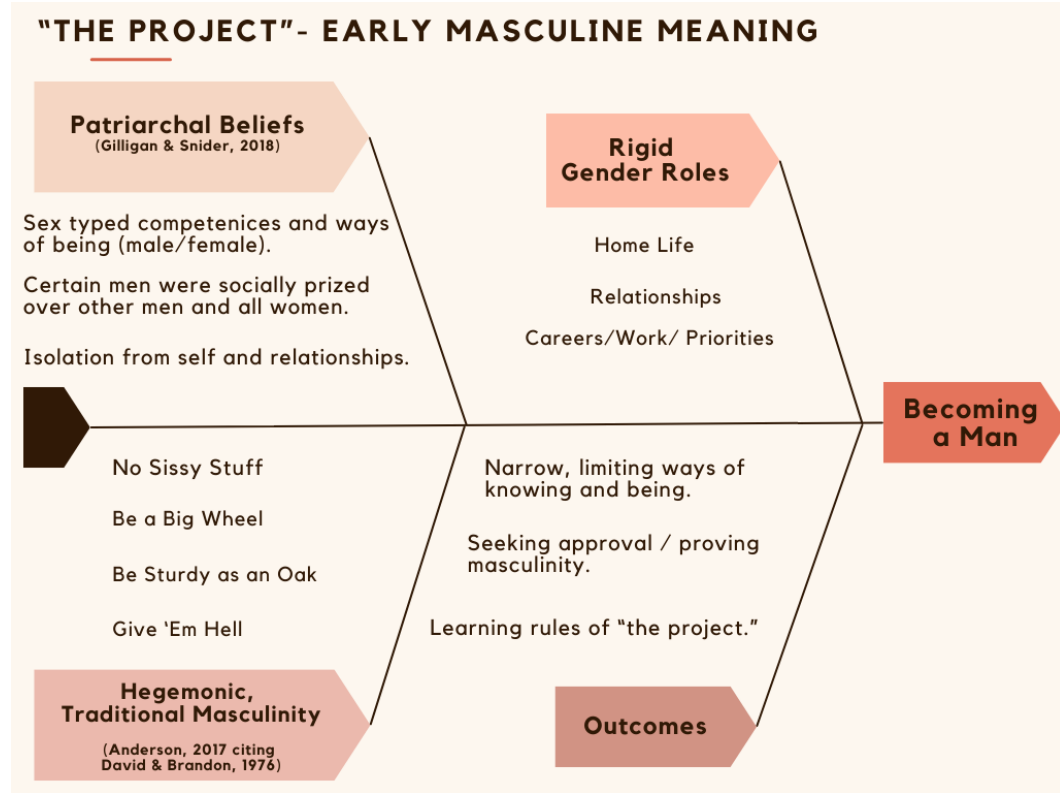 “THE PROJECT”- EARLY MASCULINE MEANING
Patriarchal Beliefs
(Gilligan & Snider, 2018)
Sex typed competenices and ways
of being (male/female).
Certain men were socially prized
over other men and all women.
Isolation from self and relationships.
Rigid
Gender Roles
Home Life
Relationships
Careers/Work/ Priorities
Becoming
a Man
No Sissy Stuff
Be a Big Wheel
Be Sturdy as an Oak
Give ‘Em Hell
Hegemonic,
Traditional Masculinity
(Anderson, 2017 citing
David & Brandon, 1976)
Narrow, limiting ways of
knowing and being.
Seeking approval / proving
masculinity.
Learning rules of “the project.”
Outcomes